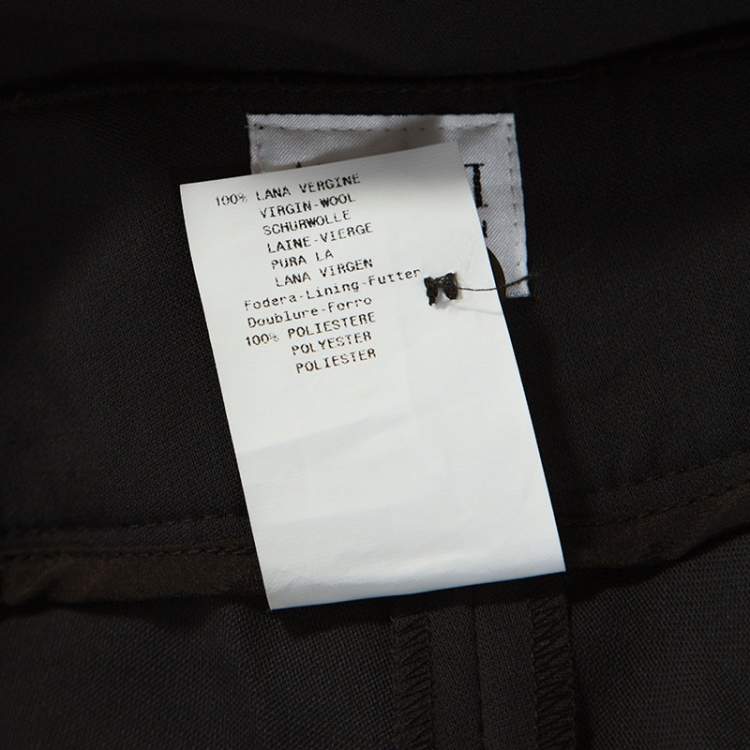 100% LANA VERGINE
VIRGIN-WOOL
SCHURWOLLE
LAINE-VIERGE
PURA LA
LANA VIRGEN
Fodera-Lining-Futter
Doublure-Forro
100% POLIESTERE
POLYESTER
POLIESTER